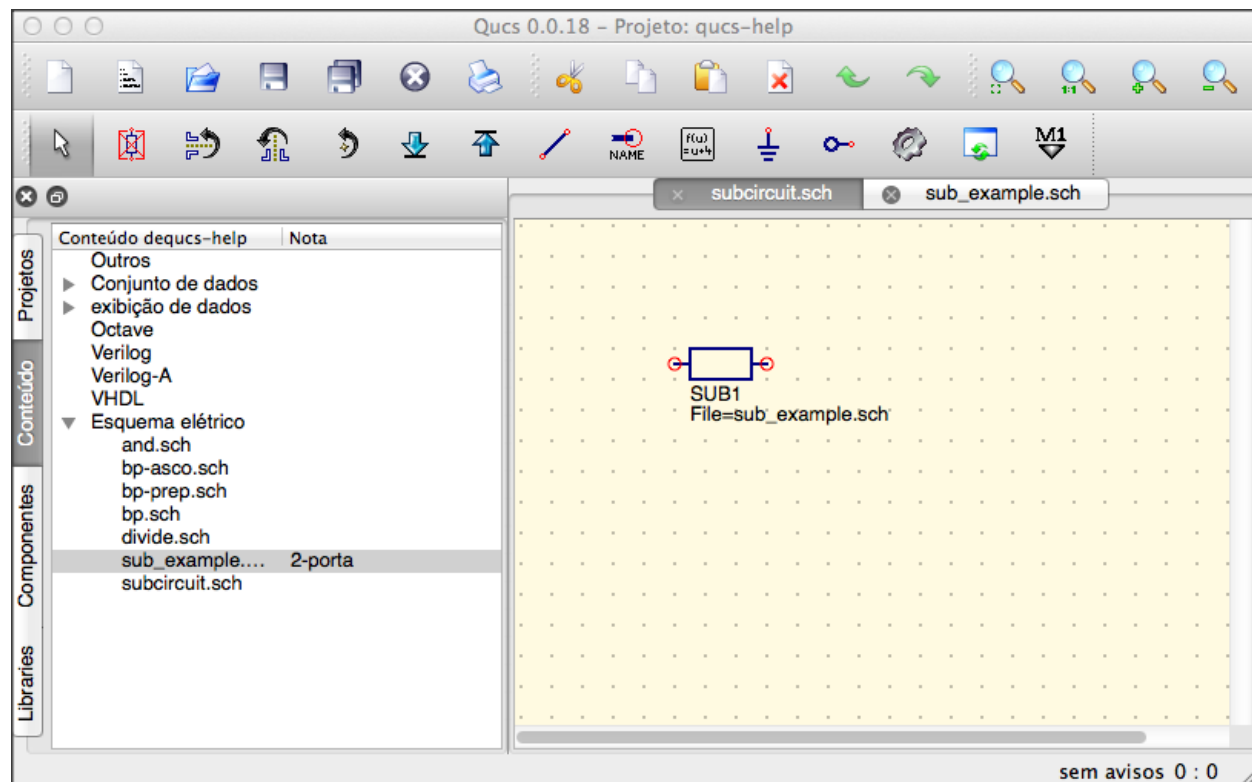 Qucs 0.0.18 – Projeto: qucs-help
1:1
NAME
f(u)
=u+4
M1
subcircuit.sch
sub_example.sch
Projetos
Conteúdo
Componentes
Libraries
Conteúdo dequcs-help Nota
Outros
Conjunto de dados
exibição de dados
Octave
Verilog
Verilog-A
VHDL
Esquema elétrico
and.sch
bp-asco.sch
bp-prep.sch
bp.sch
divide.sch
sub_example.... 2-porta
subcircuit.sch
SUB1
File=sub_example.sch
sem avisos 0 : 0